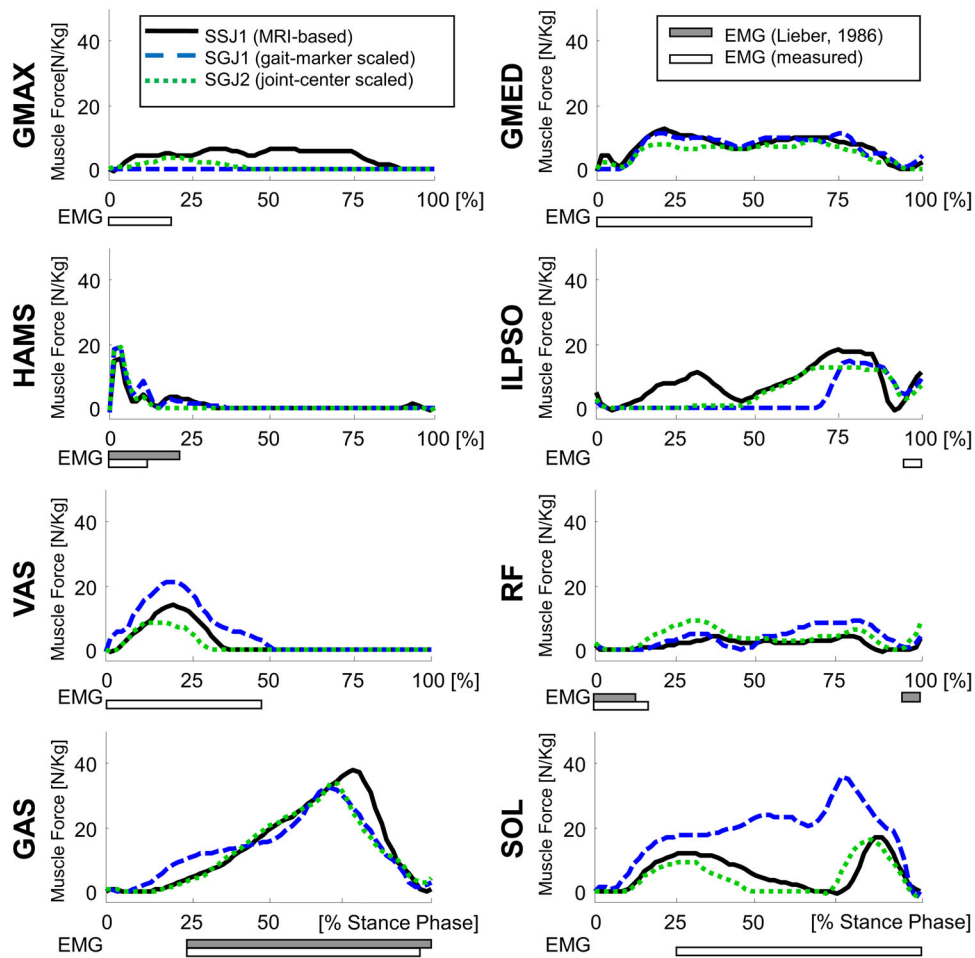 GMAX
Muscle Force[N/Kg]
40
20
0
SSJ1 (MRI-based)
SGJ1 (gait-marker scaled)
SGJ2 (joint-center scaled)
0 25 50 75 100 [%]
EMG
GMED
Muscle Force [N/Kg]
40
20
0
EMG (Lieber, 1986)
EMG (measured)
0 25 50 75 100 [%]
EMG
HAMS
Muscle Force [N/Kg]
40
20
0
0 25 50 75 100 [%]
EMG
ILPSO
Muscle Force [N/Kg]
40
20
0
0 25 50 75 100 [%]
EMG
VAS
Muscle Force [N/Kg]
40
20
0
0 25 50 75 100 [%]
EMG
RF
Muscle Force [N/Kg]
40
20
0
0 25 50 75 100 [%]
EMG
GAS
Muscle Force [N/Kg]
40
20
0
0 25 50 [% Stance Phase]
EMG
SOL
Muscle Force [N/Kg]
40
20
0
0 25 50 [% Stance Phase]
EMG